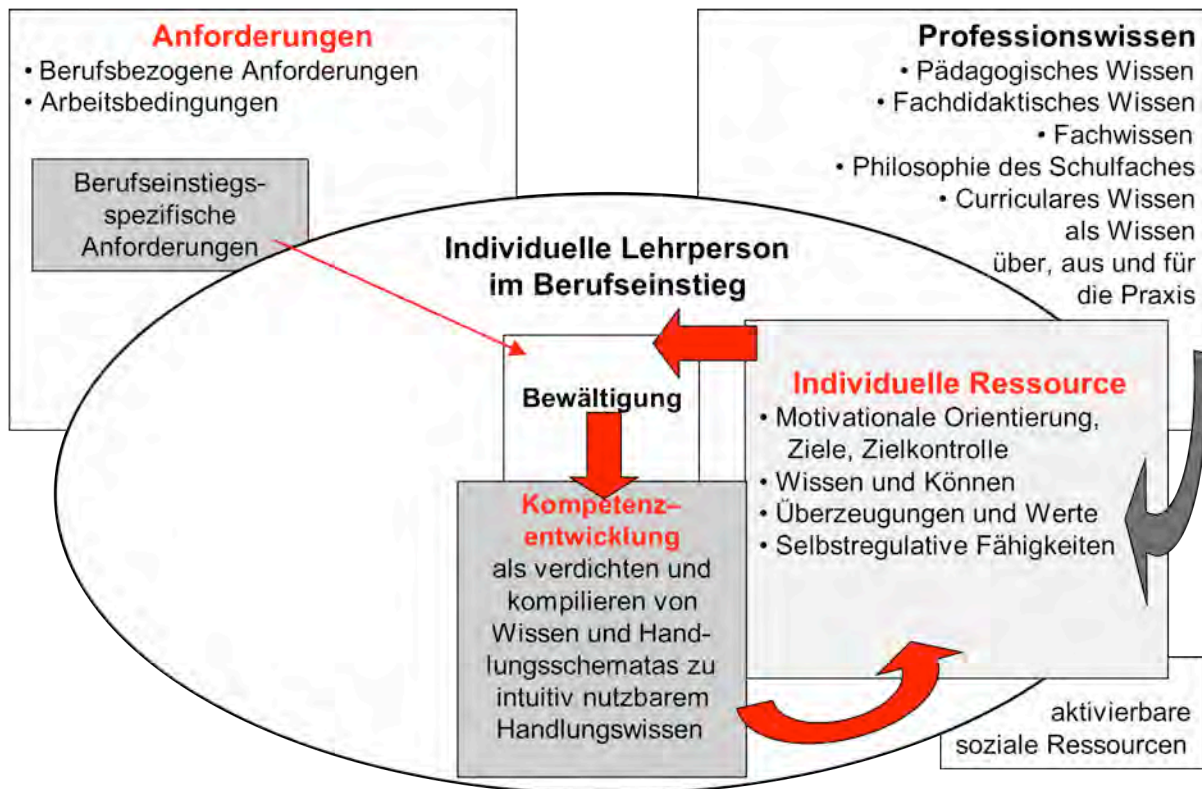 Anforderungen
• Berufsbezogene Anforderungen
• Arbeitsbedingungen
Berufseinstiegs-
spezifische
Anforderungen
Professionswissen
• Pädagogisches Wissen
• Fachdidaktisches Wissen
• Fachwissen
• Philosophie des Schulfaches
• Curriculares Wissen
als Wissen
über, aus und für
die Praxis
Individuelle Lehrperson
im Berufseinstieg
Bewältigung
Individuelle Ressource
• Motivationale Orientierung,
Ziele, Zielkontrolle
• Wissen und Können
• Überzeugungen und Werte
• Selbstregulative Fähigkeiten
Kompetenz–
entwicklung
als verdichten und
kompilieren von
Wissen und Hand-
lungsschematas zu
intuitiv nutzbarem
Handlungswissen
aktivierbare
soziale Ressourcen